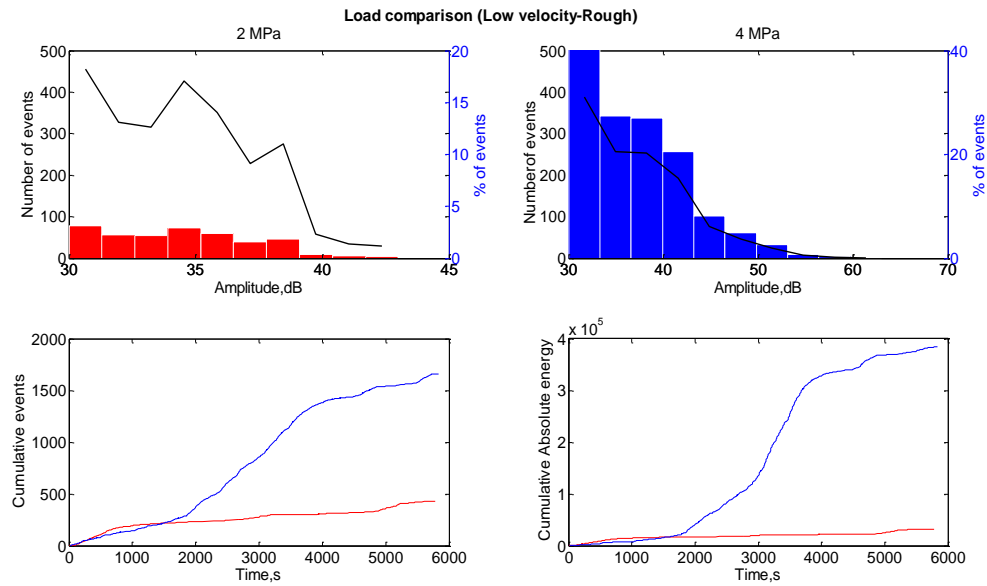 Load comparison (Low velocity-Rough)
2 MPa
500
400
300
200
100
0
Number of events
20
15
10
5
0
% of events
30 35 40 45
Amplitude,dB
4 MPa
500
400
300
200
100
0
Numberof events
40
20
0
% of events
30 40 50 60 70
Amplitude,dB
2000
1500
1000
500
0
Cumulative events
0 1000 2000 3000 4000 5000 6000
Time,s
4 x 10^5
3
2
1
0
Cumulative Absolute energy
0 1000 2000 3000 4000 5000 6000
Time,s